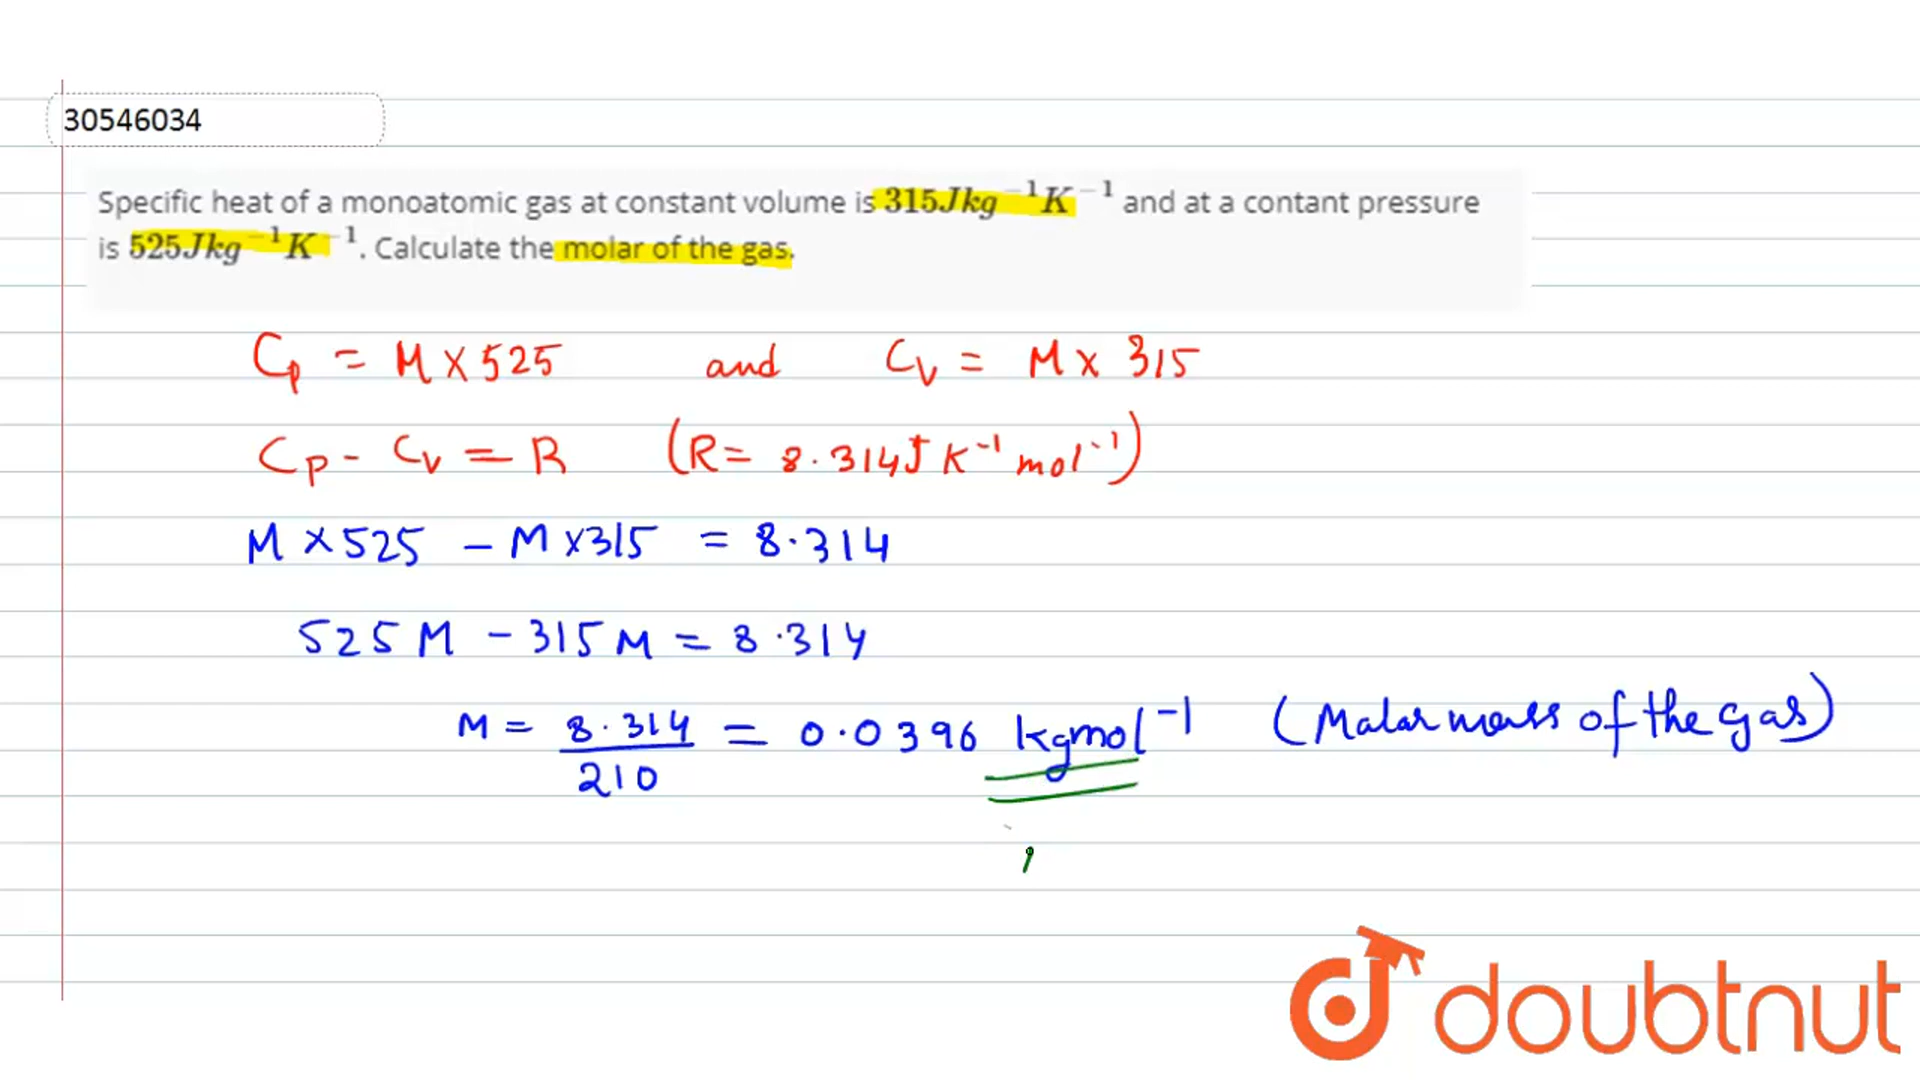 30546034
Specific heat of a monoatomic gas at constant volume is 315Jkg⁻¹K⁻¹ and at a contant pressure
is 525Jkg⁻¹K⁻¹. Calculate the molar of the gas.
Cp = M×525 and Cv = M× 315
Cp - Cv = R (R= 8.314J K⁻¹ mol⁻¹)
M×525 - M×315 = 8.314
525M - 315M = 8.314
M = 8.314/210 = 0.0396 kgmol⁻¹ (Malar mass of the gas)
doubtnut